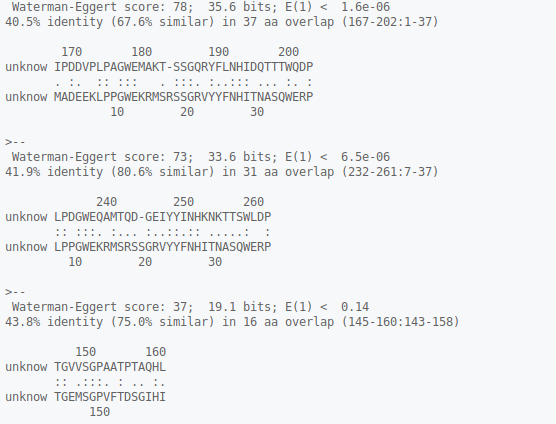 Waterman-Eggert score: 78;  35.6 bits; E(1) <  1.6e-06
40.5% identity (67.6% similar) in 37 aa overlap (167-202:1-37)
        170       180        190       200
unknow IPDDVPLPAGWEMAKT-SSGQRYFLNHIDQTTTWQDP
       . :.  :: :::   . :::. :..::: ... :. :
unknow MADEEKLPPGWEKRMSRSSGRVYYFNHITNASQWERP
               10        20        30
>--
 Waterman-Eggert score: 73;  33.6 bits; E(1) <  6.5e-06
41.9% identity (80.6% similar) in 31 aa overlap (232-261:7-37)
             240        250       260
unknow LPDGWEQAMTQD-GEIYYINHKNKTTSWLDP
       :: :::. :... :..::.:: .....:  :
unknow LPPGWEKRMSRSSGRVYYFNHITNASQWERP
         10        20        30
>--
 Waterman-Eggert score: 37;  19.1 bits; E(1) <  0.14
43.8% identity (75.0% similar) in 16 aa overlap (145-160:143-158)
          150       160
unknow TGVVSGPAATPTAQHL
       :: .:::. : .. :.
unknow TGEMSGPVFTDSGIHI
            150